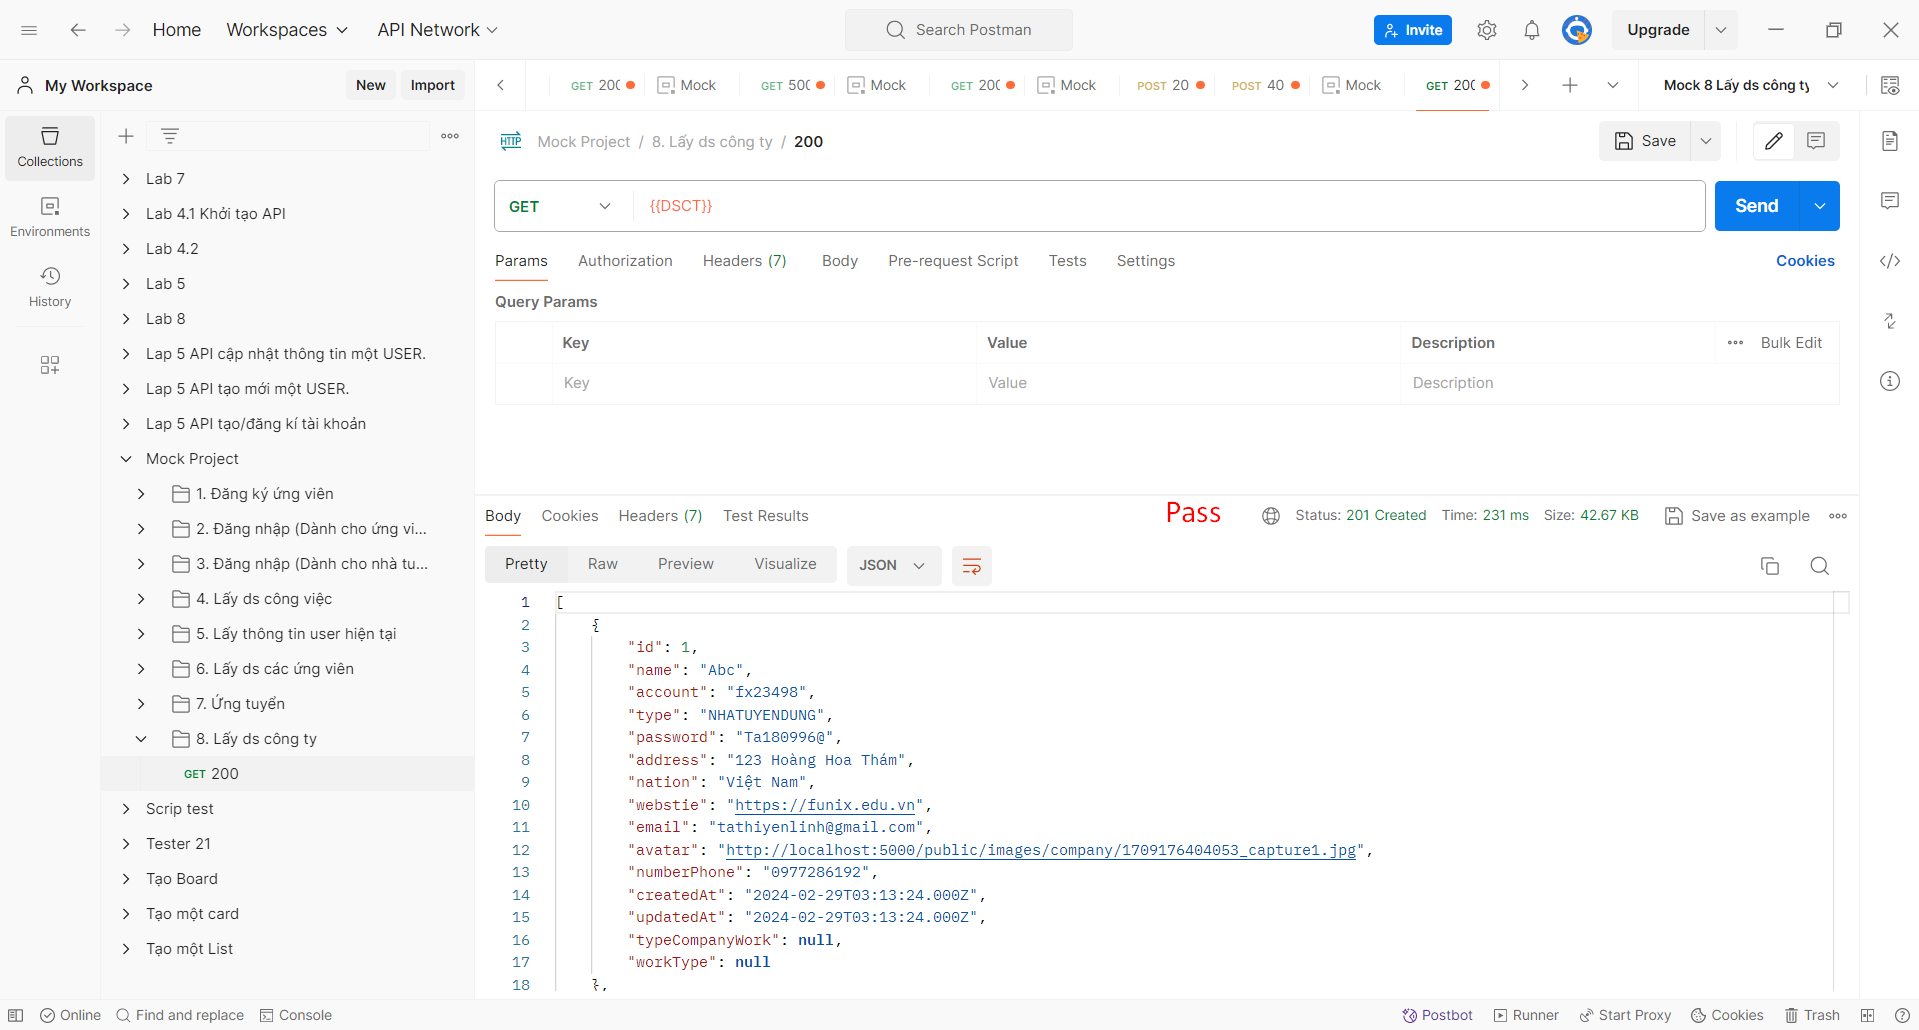 Home Workspaces API Network Search Postman Invite Upgrade
My Workspace New Import GET 200 Mock GET 500 Mock GET 200 Mock POST 20 POST 40 Mock GET 200 Mock 8 Lấy ds công ty
Collections
Environments
History
Lab 7
Lab 4.1 Khởi tạo API
Lab 4.2
Lab 5
Lab 8
Lap 5 API cập nhật thông tin một USER.
Lap 5 API tạo mới một USER.
Lap 5 API tạo/đăng kí tài khoản
Mock Project
1. Đăng ký ứng viên
2. Đăng nhập (Dành cho ứng vi...
3. Đăng nhập (Dành cho nhà tu...
4. Lấy ds công việc
5. Lấy thông tin user hiện tại
6. Lấy ds các ứng viên
7. Ứng tuyển
8. Lấy ds công ty
GET 200
Scrip test
Tester 21
Tạo Board
Tạo một card
Tạo một List
HTTP Mock Project / 8. Lấy ds công ty / 200 Save
GET {{DSCT}} Send
Params Authorization Headers (7) Body Pre-request Script Tests Settings Cookies
Query Params
Key Value Description Bulk Edit
Key Value Description
Body Cookies Headers (7) Test Results Pass Status: 201 Created Time: 231 ms Size: 42.67 KB Save as example
Pretty Raw Preview Visualize JSON
1 [
2 {
3 "id": 1,
4 "name": "Abc",
5 "account": "fx23498",
6 "type": "NHATUYENDUNG",
7 "password": "Ta180996@",
8 "address": "123 Hoàng Hoa Thám",
9 "nation": "Việt Nam",
10 "webstie": "https://funix.edu.vn",
11 "email": "tathiyenlinh@gmail.com",
12 "avatar": "http://localhost:5000/public/images/company/1709176404053_capture1.jpg",
13 "numberPhone": "0977286192",
14 "createdAt": "2024-02-29T03:13:24.000Z",
15 "updatedAt": "2024-02-29T03:13:24.000Z",
16 "typeCompanyWork": null,
17 "workType": null
18 },
Online Find and replace Console Postbot Runner Start Proxy Cookies Trash